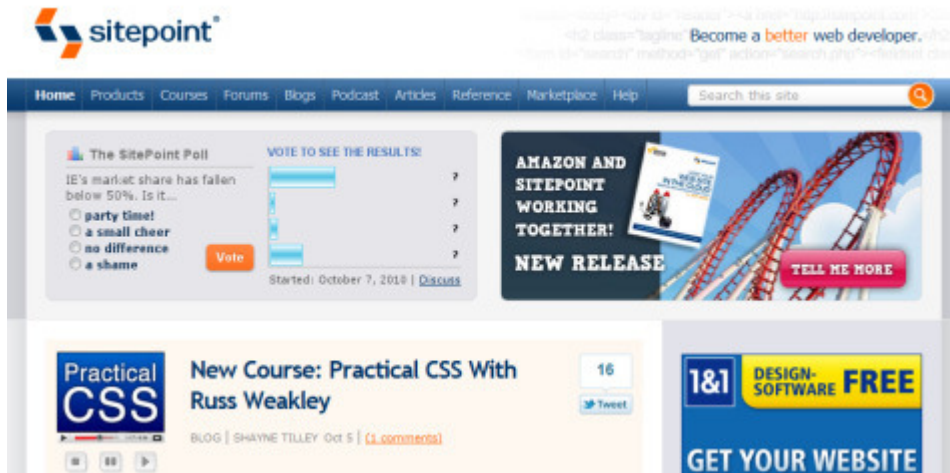 sitepoint
Become a better web developer.
Home Products Courses Forums Blogs Podcast Articles Reference Marketplace Help
Search this site
The SitePoint Poll
VOTE TO SEE THE RESULTS!
IE's market share has fallen
below 50%. Is it...
party time!
a small cheer
no difference
a shame
Vote
?
?
?
?
Started: October 7, 2010 | Discuss
AMAZON AND
SITEPOINT
WORKING
TOGETHER!
NEW RELEASE
TELL ME MORE
Practical
CSS
New Course: Practical CSS With
Russ Weakley
BLOG | SHAYNE TILLEY Oct 5 | (1 comments)
16
Tweet
1&1
DESIGN-
SOFTWARE FREE
GET YOUR WEBSITE